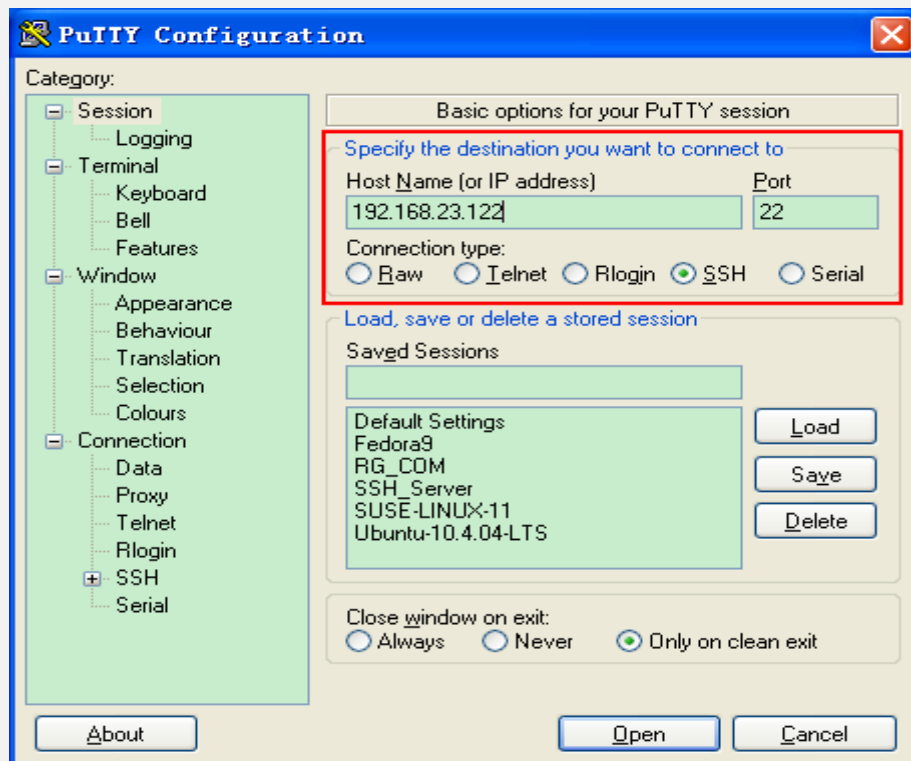 PuTTY Configuration
Category:
Session
Logging
Terminal
Keyboard
Bell
Features
Window
Appearance
Behaviour
Translation
Selection
Colours
Connection
Data
Proxy
Telnet
Rlogin
SSH
Serial
Basic options for your PuTTY session
Specify the destination you want to connect to
Host Name (or IP address) Port
192.168.23.122 22
Connection type:
Raw Telnet Rlogin SSH Serial
Load, save or delete a stored session
Saved Sessions
Default Settings
Fedora9
RG_COM
SSH_Server
SUSE-LINUX-11
Ubuntu-10.4.04-LTS
Load
Save
Delete
Close window on exit:
Always Never Only on clean exit
About Open Cancel